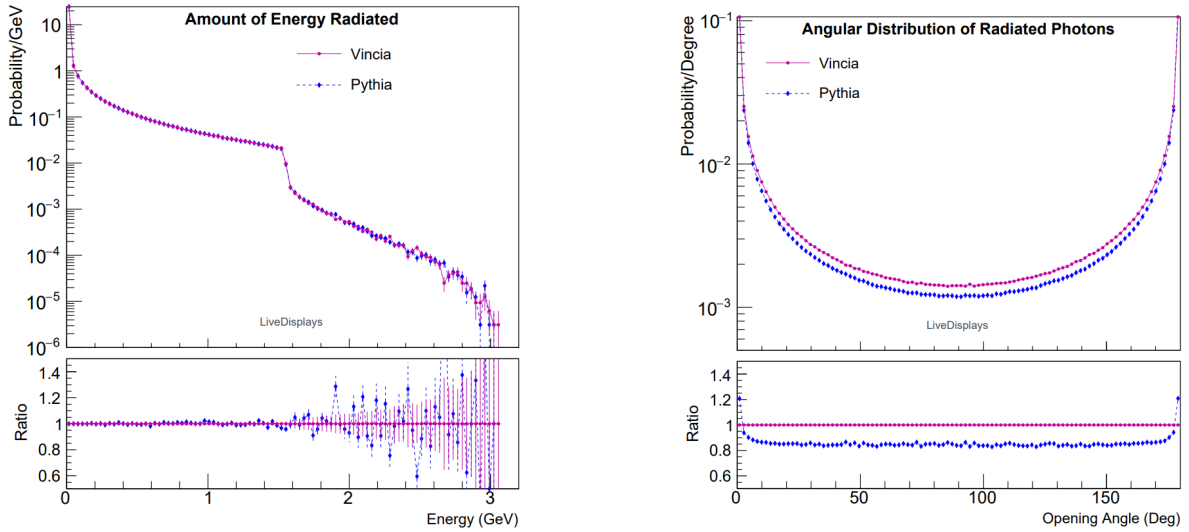 Amount of Energy Radiated
Vincia
Pythia
Probability/GeV
10
1
10−1
10−2
10−3
10−4
10−5
10−6
LiveDisplays
Ratio
1.4
1.2
1
0.8
0.6
0
1
2
3
Energy (GeV)
Angular Distribution of Radiated Photons
Vincia
Pythia
Probability/Degree
10−1
10−2
10−3
LiveDisplays
Ratio
1.4
1.2
1
0.8
0.6
0
50
100
150
Opening Angle (Deg)